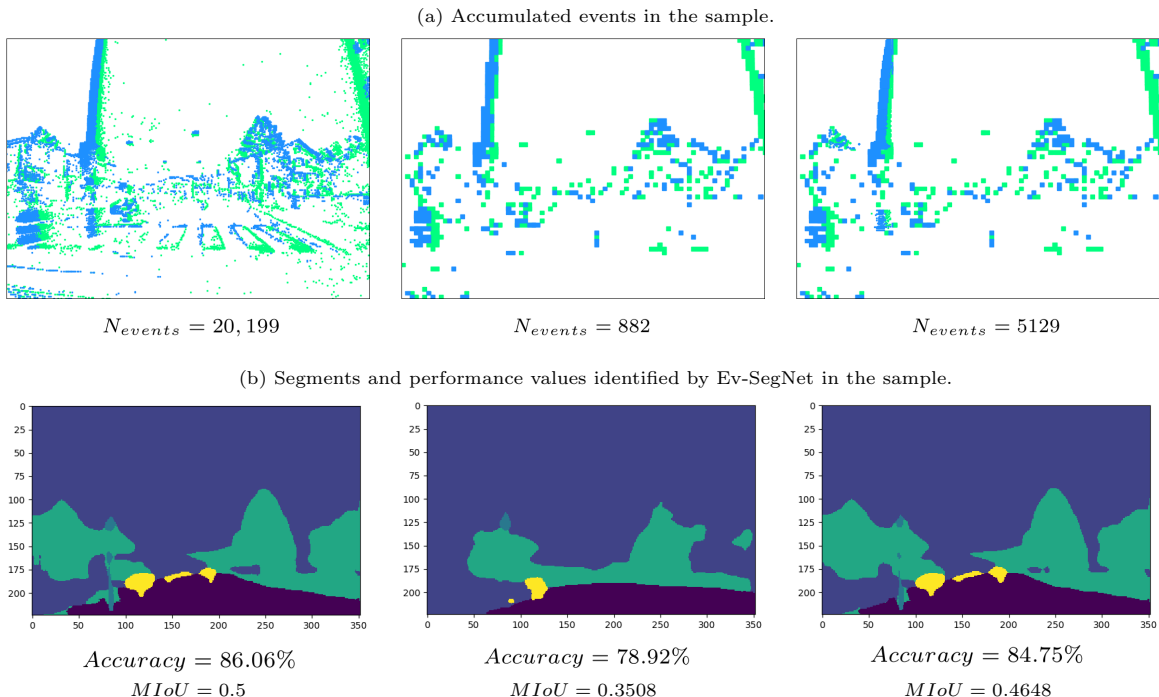 (a) Accumulated events in the sample.
N_events = 20,199
N_events = 882
N_events = 5129
(b) Segments and performance values identified by Ev-SegNet in the sample.
0
25
50
75
100
125
150
175
200
0 50 100 150 200 250 300 350
0
25
50
75
100
125
150
175
200
0 50 100 150 200 250 300 350
0
25
50
75
100
125
150
175
200
0 50 100 150 200 250 300 350
Accuracy = 86.06%
MIoU = 0.5
Accuracy = 78.92%
MIoU = 0.3508
Accuracy = 84.75%
MIoU = 0.4648